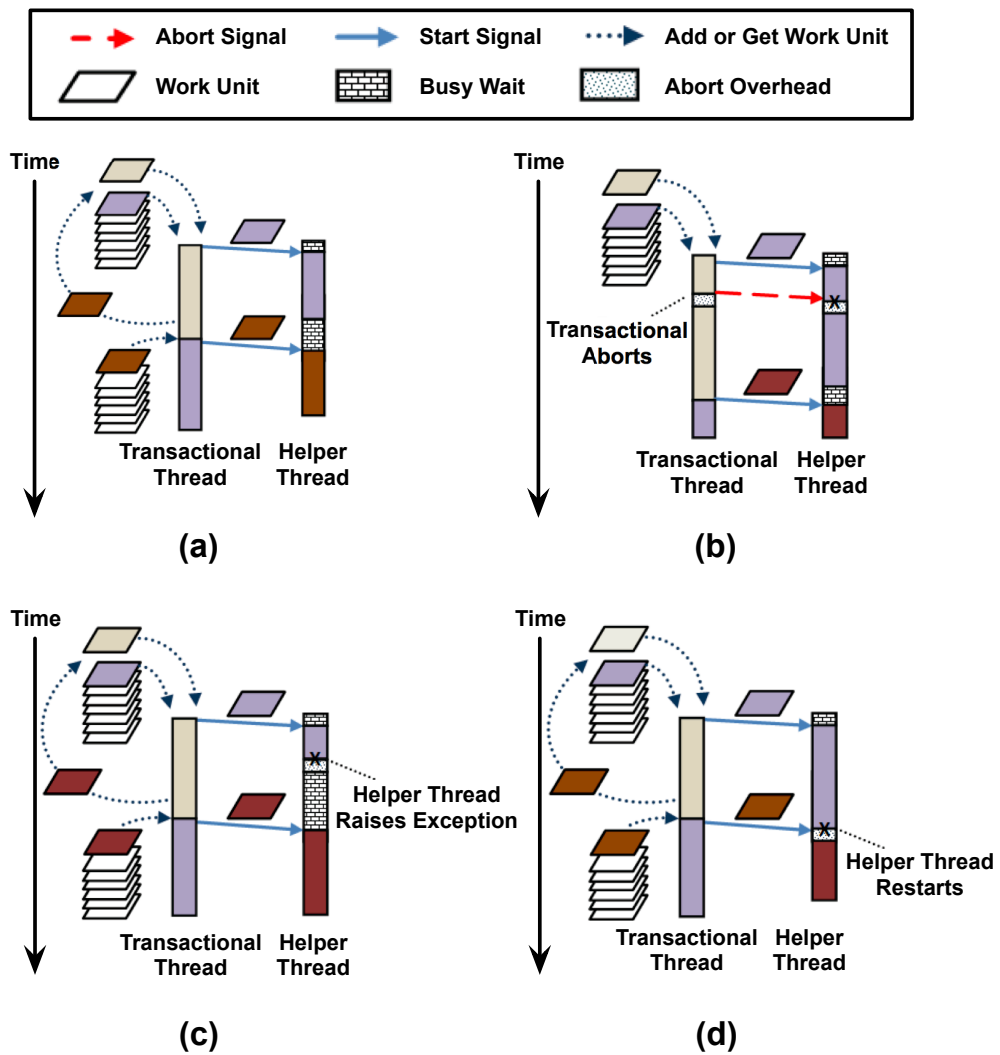 Abort Signal
Start Signal
Add or Get Work Unit
Work Unit
Busy Wait
Abort Overhead
Time
Transactional
Thread
Helper
Thread
(a)
Time
X
Transactional
Aborts
Transactional
Thread
Helper
Thread
(b)
Time
X
Helper Thread
Raises Exception
Transactional
Thread
Helper
Thread
(c)
Time
X
Helper Thread
Restarts
Transactional
Thread
Helper
Thread
(d)